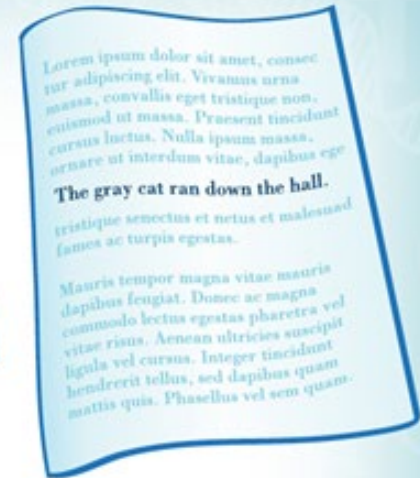 Lorem ipsum dolor sit amet, consec
tur adipiscing elit. Vivamus urna
massa, convallis eget tristique non,
euismod ut massa. Praesent tincidunt
cursus luctus. Nulla ipsum massa,
ornare ut interdum vitae, dapibus ege
The gray cat ran down the hall.
tristique senectus et netus et malesuad
fames ac turpis egestas.
Mauris tempor magna vitae mauris
dapibus feugiat. Donec ac magna
commodo lectus egestas pharetra vel
vitae risus. Aenean ultricies suscipit
ligula vel cursus. Integer tincidunt
hendrerit tellus, sed dapibus quam
mattis quis. Phasellus vel sem quam.